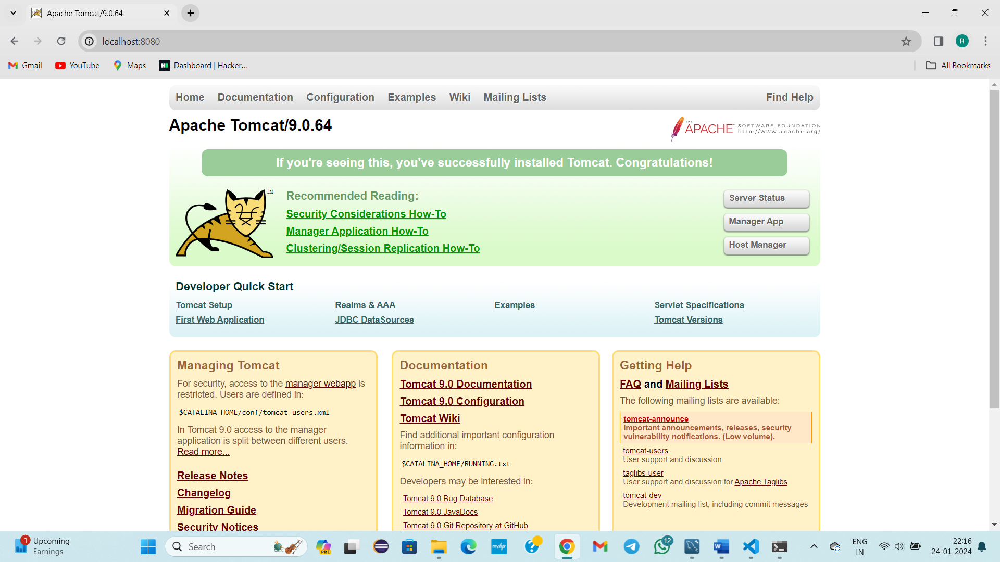 Apache Tomcat/9.0.64
localhost:8080
R
Gmail
YouTube
Maps
Dashboard | Hacker...
All Bookmarks
Home
Documentation
Configuration
Examples
Wiki
Mailing Lists
Find Help
Apache Tomcat/9.0.64
THE
APACHE
SOFTWARE FOUNDATION
http://www.apache.org/
If you're seeing this, you've successfully installed Tomcat. Congratulations!
TM
Recommended Reading:
Security Considerations How-To
Manager Application How-To
Clustering/Session Replication How-To
Server Status
Manager App
Host Manager
Developer Quick Start
Tomcat Setup
First Web Application
Realms & AAA
JDBC DataSources
Examples
Servlet Specifications
Tomcat Versions
Managing Tomcat
For security, access to the manager webapp is
restricted. Users are defined in:
$CATALINA_HOME/conf/tomcat-users.xml
In Tomcat 9.0 access to the manager
application is split between different users.
Read more...
Release Notes
Changelog
Migration Guide
Security Notices
Documentation
Tomcat 9.0 Documentation
Tomcat 9.0 Configuration
Tomcat Wiki
Find additional important configuration
information in:
$CATALINA_HOME/RUNNING.txt
Developers may be interested in:
Tomcat 9.0 Bug Database
Tomcat 9.0 JavaDocs
Tomcat 9.0 Git Repository at GitHub
Getting Help
FAQ and Mailing Lists
The following mailing lists are available:
tomcat-announce
Important announcements, releases, security
vulnerability notifications. (Low volume).
tomcat-users
User support and discussion
taglibs-user
User support and discussion for Apache Taglibs
tomcat-dev
Development mailing list, including commit messages
1
Upcoming
Earnings
Search
PRE
myhp
12
ENG
IN
22:16
24-01-2024